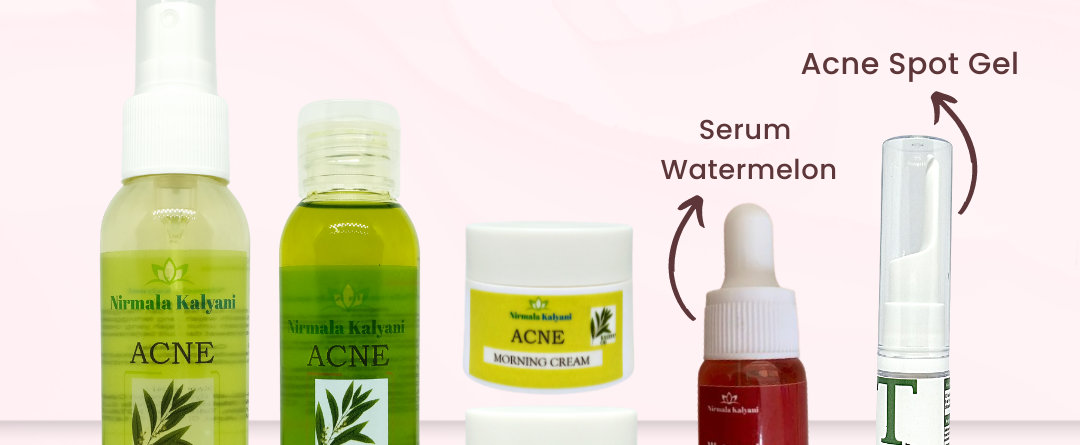 Acne Spot Gel
Serum
Watermelon
Nirmala Kalyani
ACNE
Nirmala Kalyani
ACNE
Nirmala Kalyani
ACNE
MORNING CREAM
Nirmala Kalyani
T